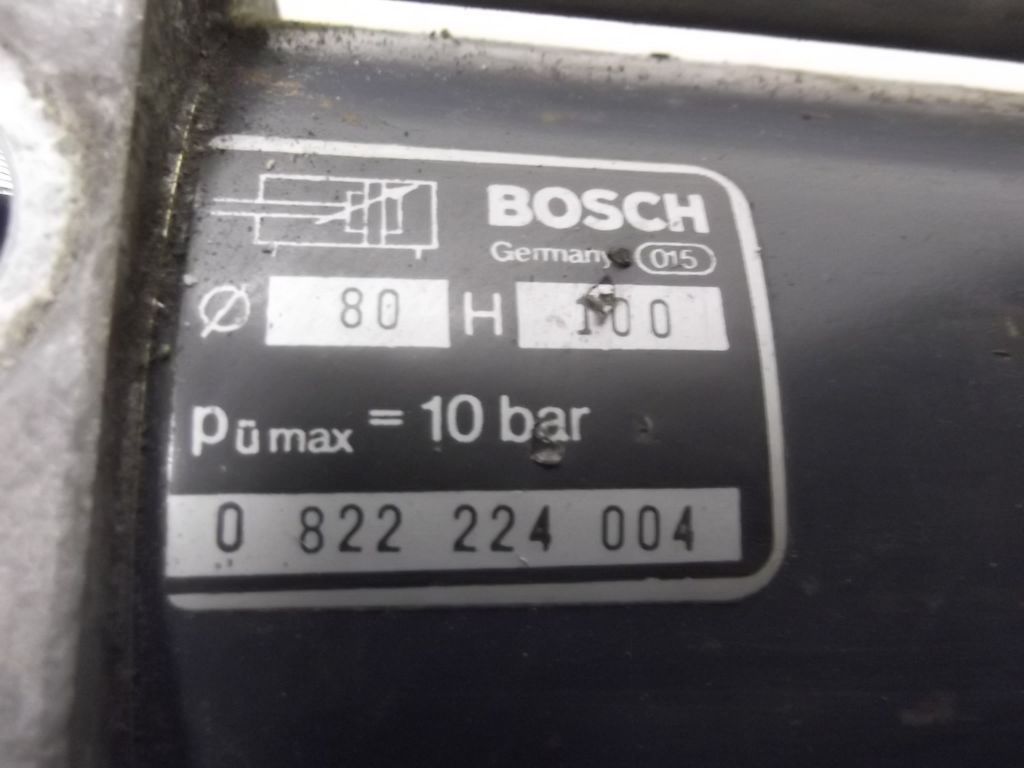 BOSCH
Germany 015
Ø 80 H 100
pü max = 10 bar
0 822 224 004